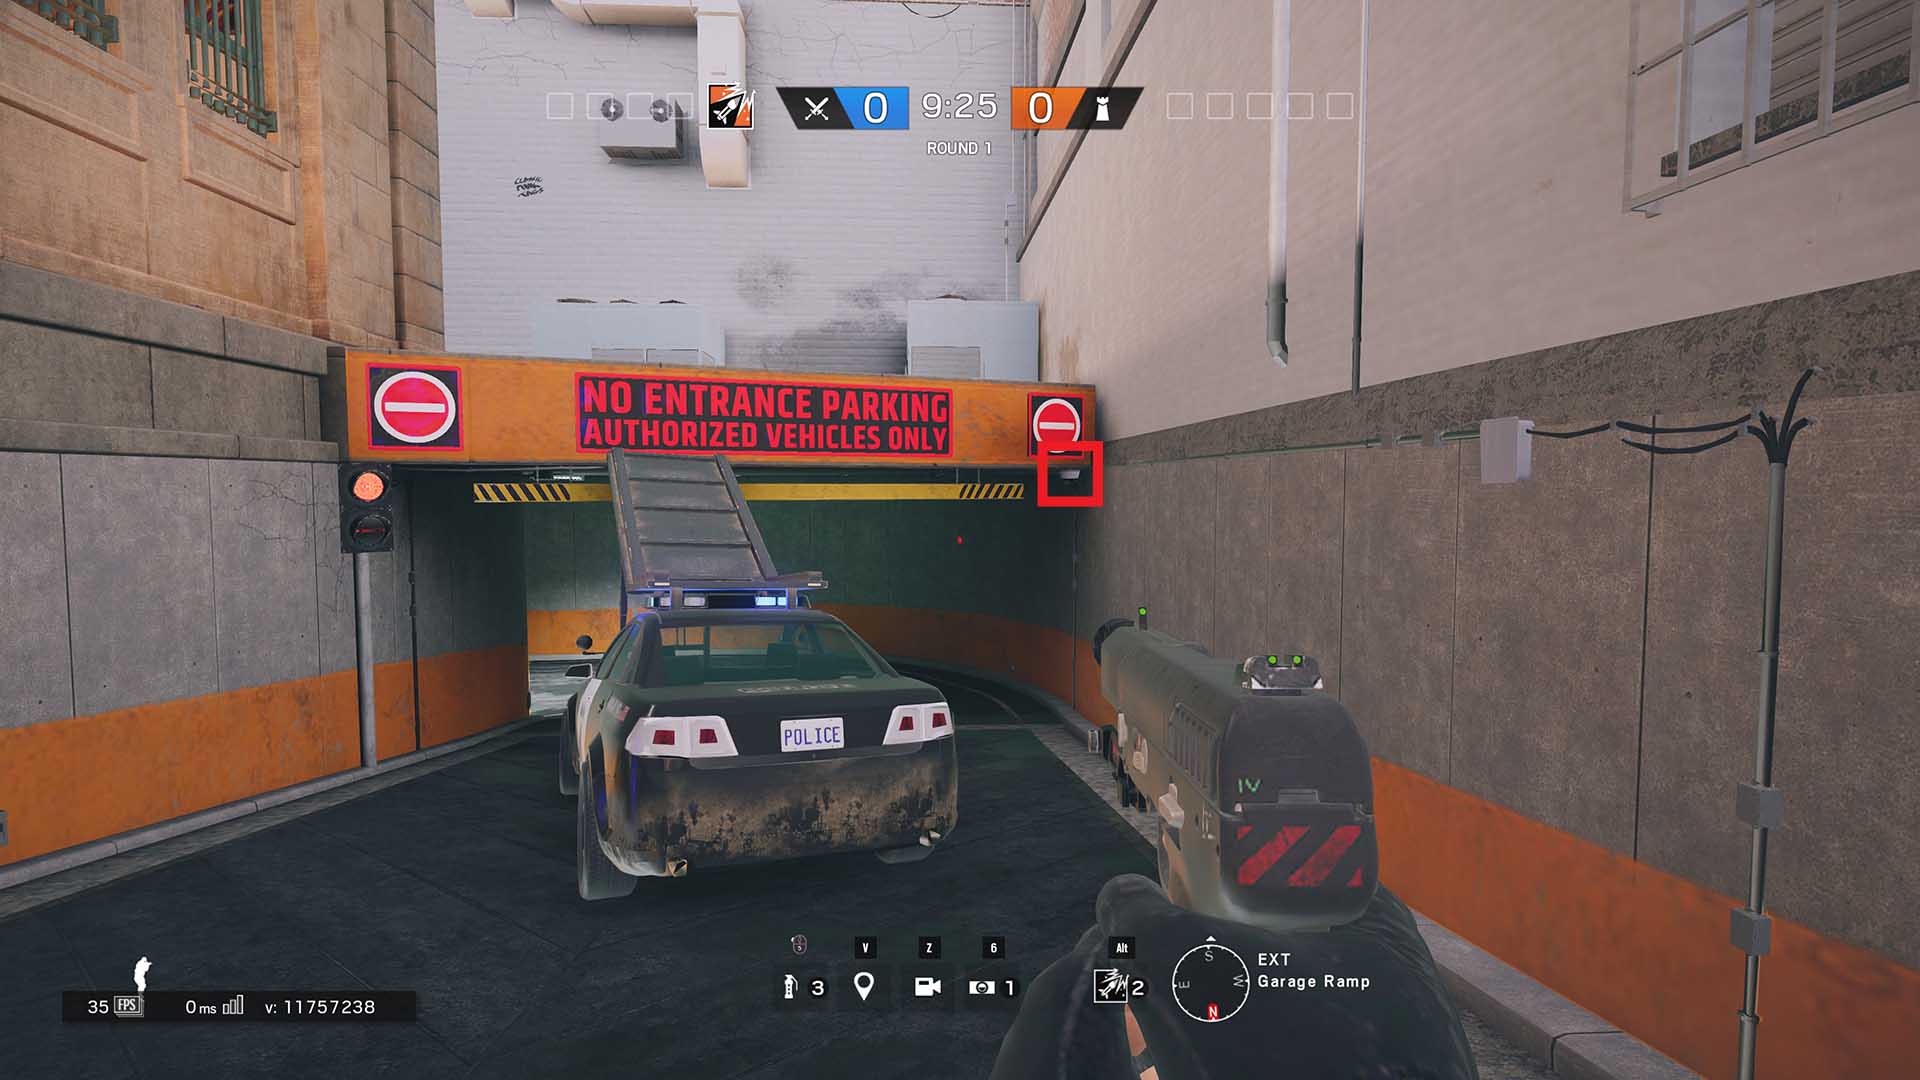 0 9:25 0
ROUND 1
NO ENTRANCE PARKING
AUTHORIZED VEHICLES ONLY
POLICE
IV
V Z 6 Alt
3 1 2
S
E W
N
EXT
Garage Ramp
35 FPS 0 ms v: 11757238